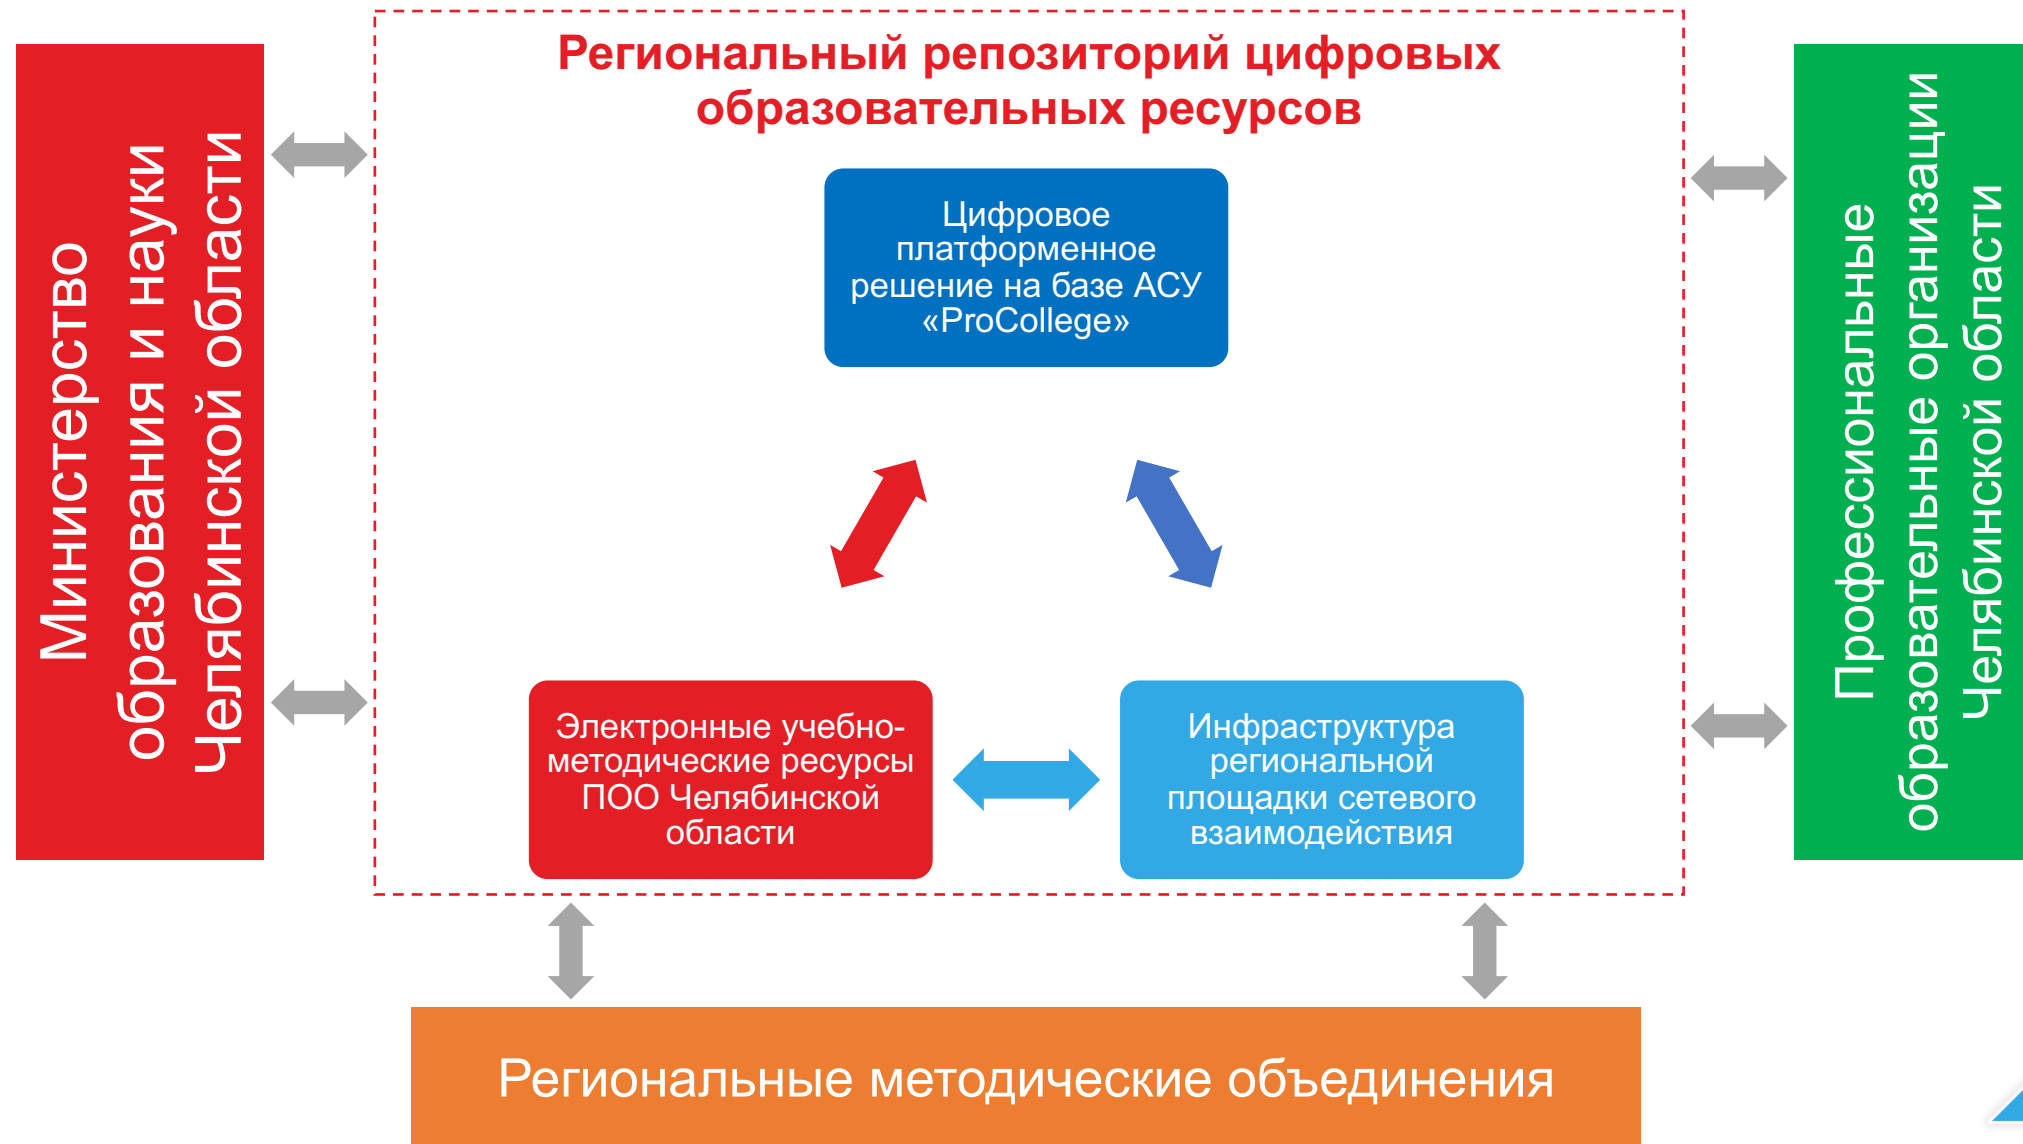 Региональный репозиторий цифровых
образовательных ресурсов
Министерство
образования и науки
Челябинской области
Цифровое
платформенное
решение на базе АСУ
«ProCollege»
Профессиональные
образовательные организации
Челябинской области
Электронные учебно-
методические ресурсы
ПОО Челябинской
области
Инфраструктура
региональной
площадки сетевого
взаимодействия
Региональные методические объединения